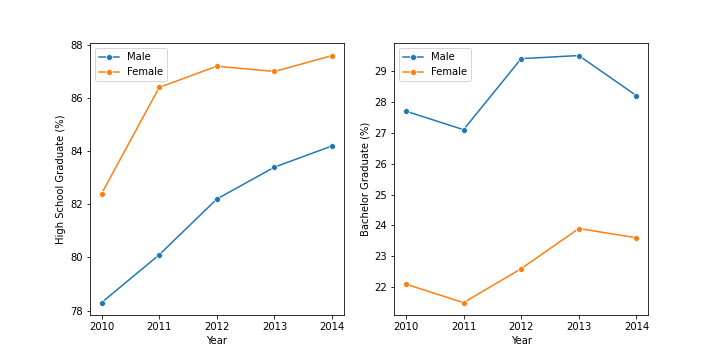 Male
Female
88
86
84
82
80
78
High School Graduate (%)
2010 2011 2012 2013 2014
Year
Male
Female
29
28
27
26
25
24
23
22
Bachelor Graduate (%)
2010 2011 2012 2013 2014
Year